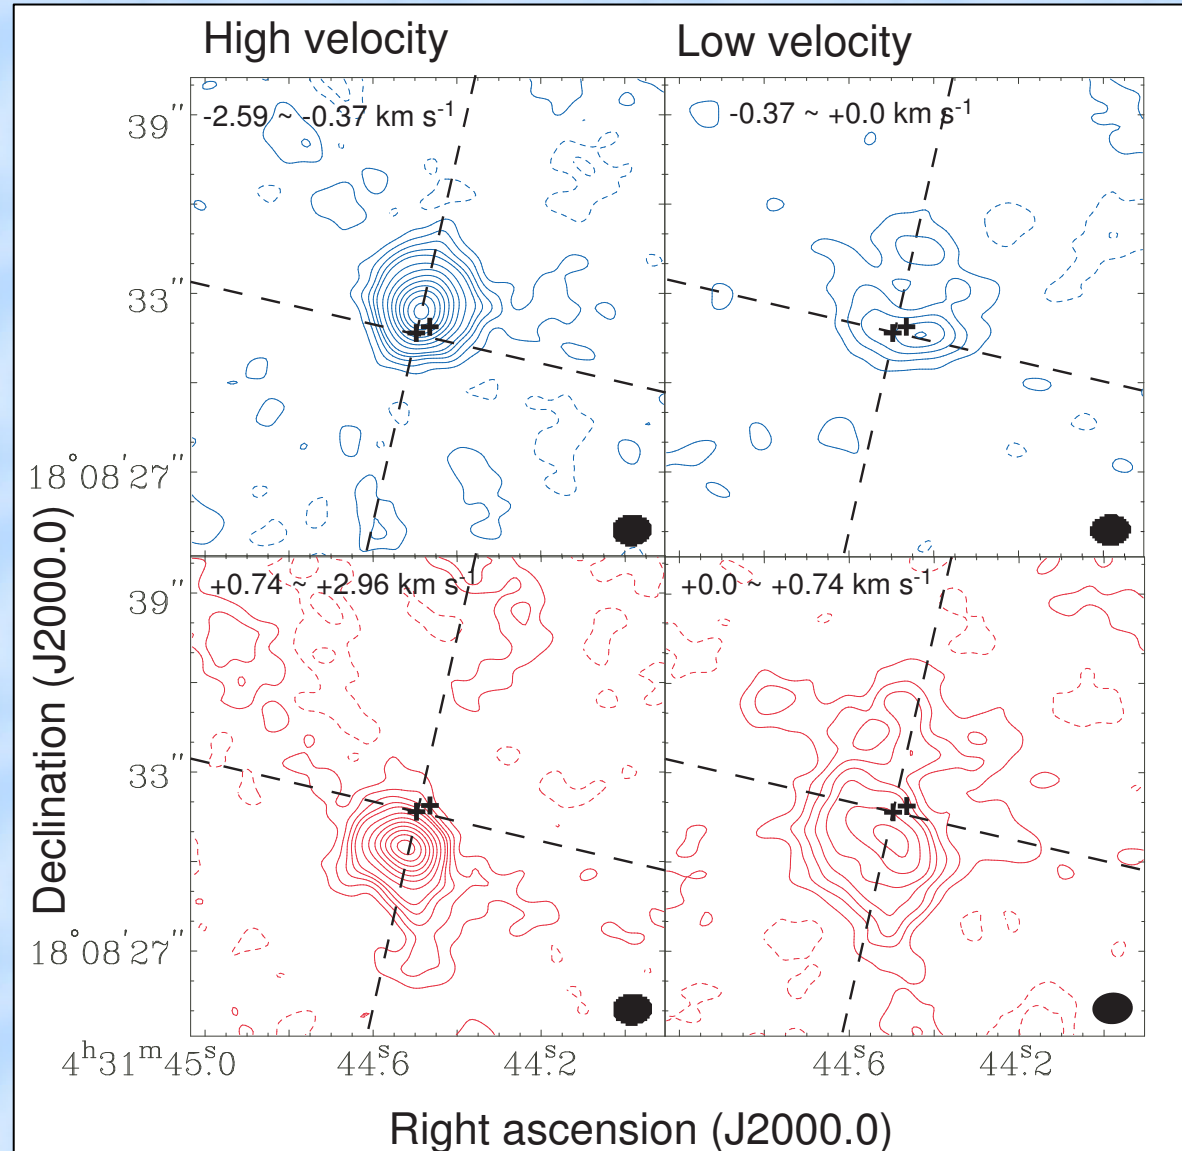 High velocity
Low velocity
-2.59 ~ -0.37 km s-1
-0.37 ~ +0.0 km s-1
39"
33"
18°08'27"
+0.74 ~ +2.96 km s-1
+0.0 ~ +0.74 km s-1
39"
33"
18°08'27"
Declination (J2000.0)
4h31m45s.0
44s.6
44s.2
44s.6
44s.2
Right ascension (J2000.0)